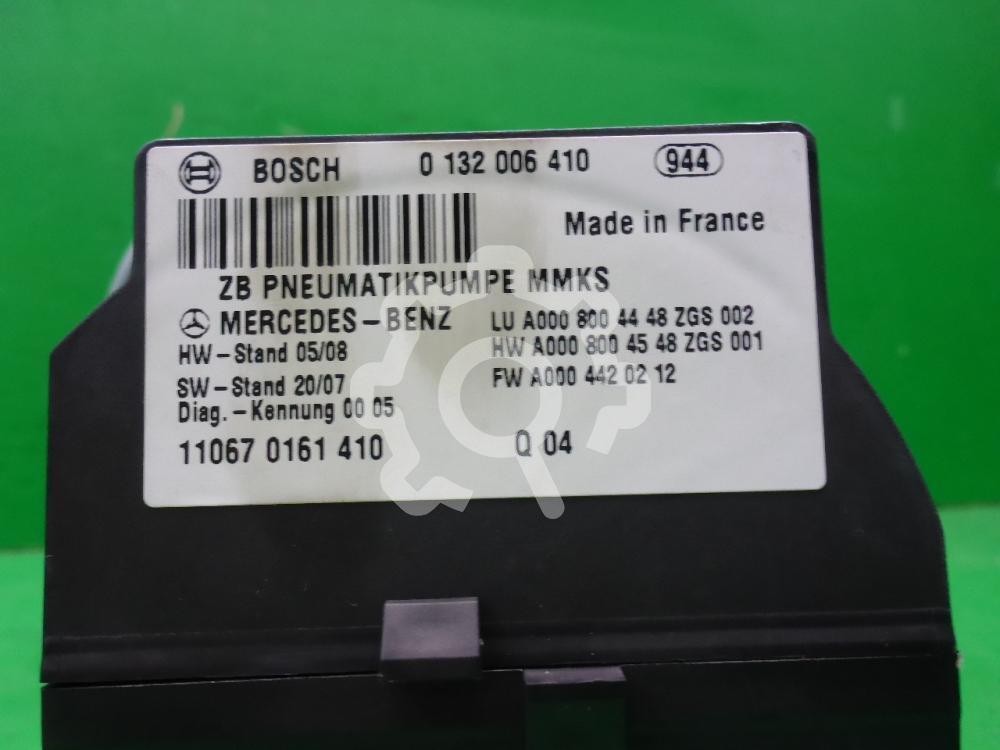 BOSCH 0 132 006 410 944
Made in France
ZB PNEUMATIKPUMPE MMKS
MERCEDES-BENZ LU A000 800 44 48 ZGS 002
HW-Stand 05/08 HW A000 800 45 48 ZGS 001
SW-Stand 20/07 FW A000 442 02 12
Diag.-Kennung 00 05
11067 0161 410 Q 04